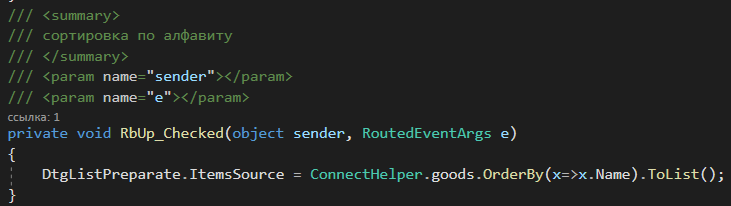 /// <summary>
/// сортировка по алфавиту
/// </summary>
/// <param name="sender"></param>
/// <param name="e"></param>
ссылка: 1
private void RbUp_Checked(object sender, RoutedEventArgs e)
{
DtgListPreparate.ItemsSource = ConnectHelper.goods.OrderBy(x=>x.Name).ToList();
}